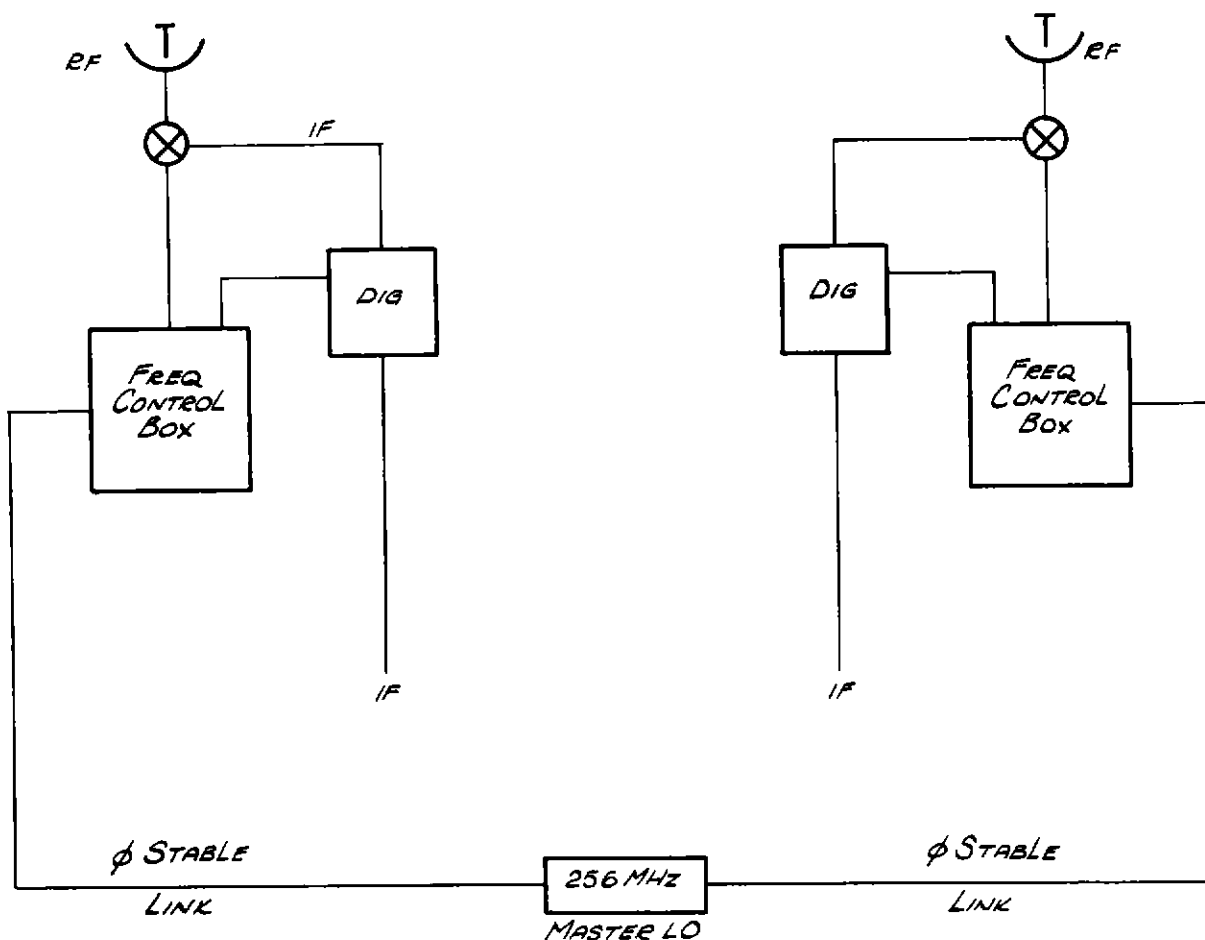 RF
RF
IF
DIG
DIG
FREQ
CONTROL
BOX
FREQ
CONTROL
BOX
IF
IF
φ STABLE
LINK
256 MHZ
MASTER LO
φ STABLE
LINK